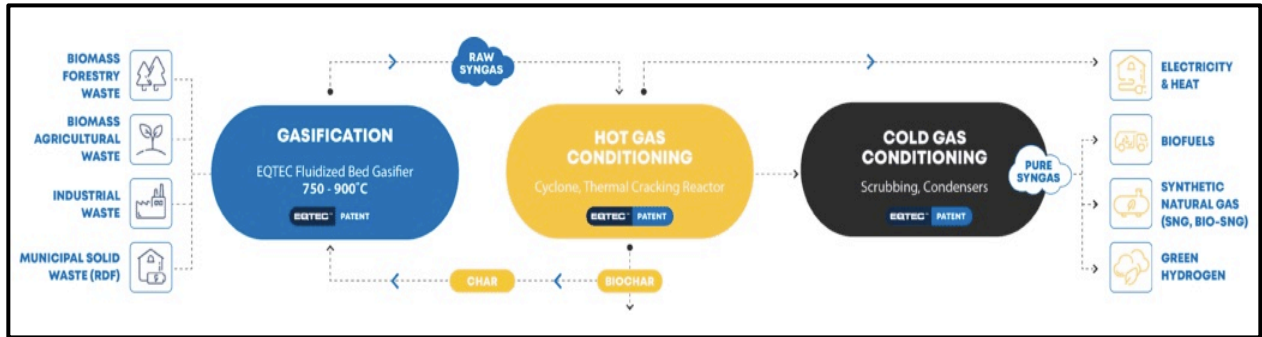 BIOMASS
FORESTRY
WASTE
BIOMASS
AGRICULTURAL
WASTE
INDUSTRIAL
WASTE
MUNICIPAL SOLID
WASTE (RDF)
GASIFICATION
EQTEC Fluidized Bed Gasifier
750 - 900°C
EQTEC PATENT
RAW
SYNGAS
HOT GAS
CONDITIONING
Cyclone, Thermal Cracking Reactor
EQTEC PATENT
CHAR
BIOCHAR
COLD GAS
CONDITIONING
Scrubbing, Condensers
EQTEC PATENT
PURE
SYNGAS
ELECTRICITY
& HEAT
BIOFUELS
SYNTHETIC
NATURAL GAS
(SNG, BIO-SNG)
GREEN
HYDROGEN